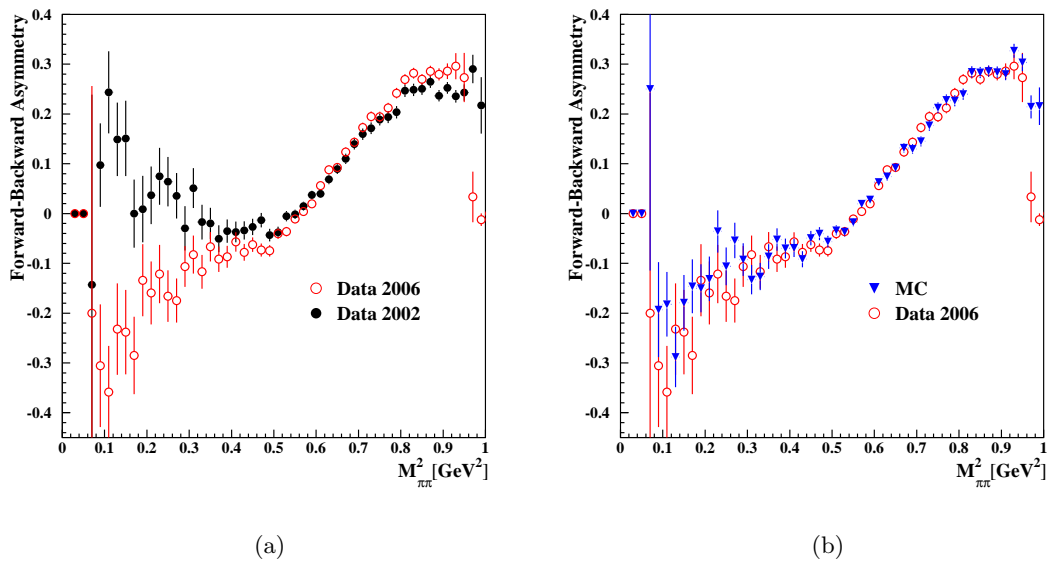 Forward-Backward Asymmetry
0.4
0.3
0.2
0.1
0
-0.1
-0.2
-0.3
-0.4
Data 2006
Data 2002
0 0.1 0.2 0.3 0.4 0.5 0.6 0.7 0.8 0.9 1
M²ππ[GeV²]
(a)
Forward-Backward Asymmetry
0.4
0.3
0.2
0.1
0
-0.1
-0.2
-0.3
-0.4
MC
Data 2006
0 0.1 0.2 0.3 0.4 0.5 0.6 0.7 0.8 0.9 1
M²ππ[GeV²]
(b)